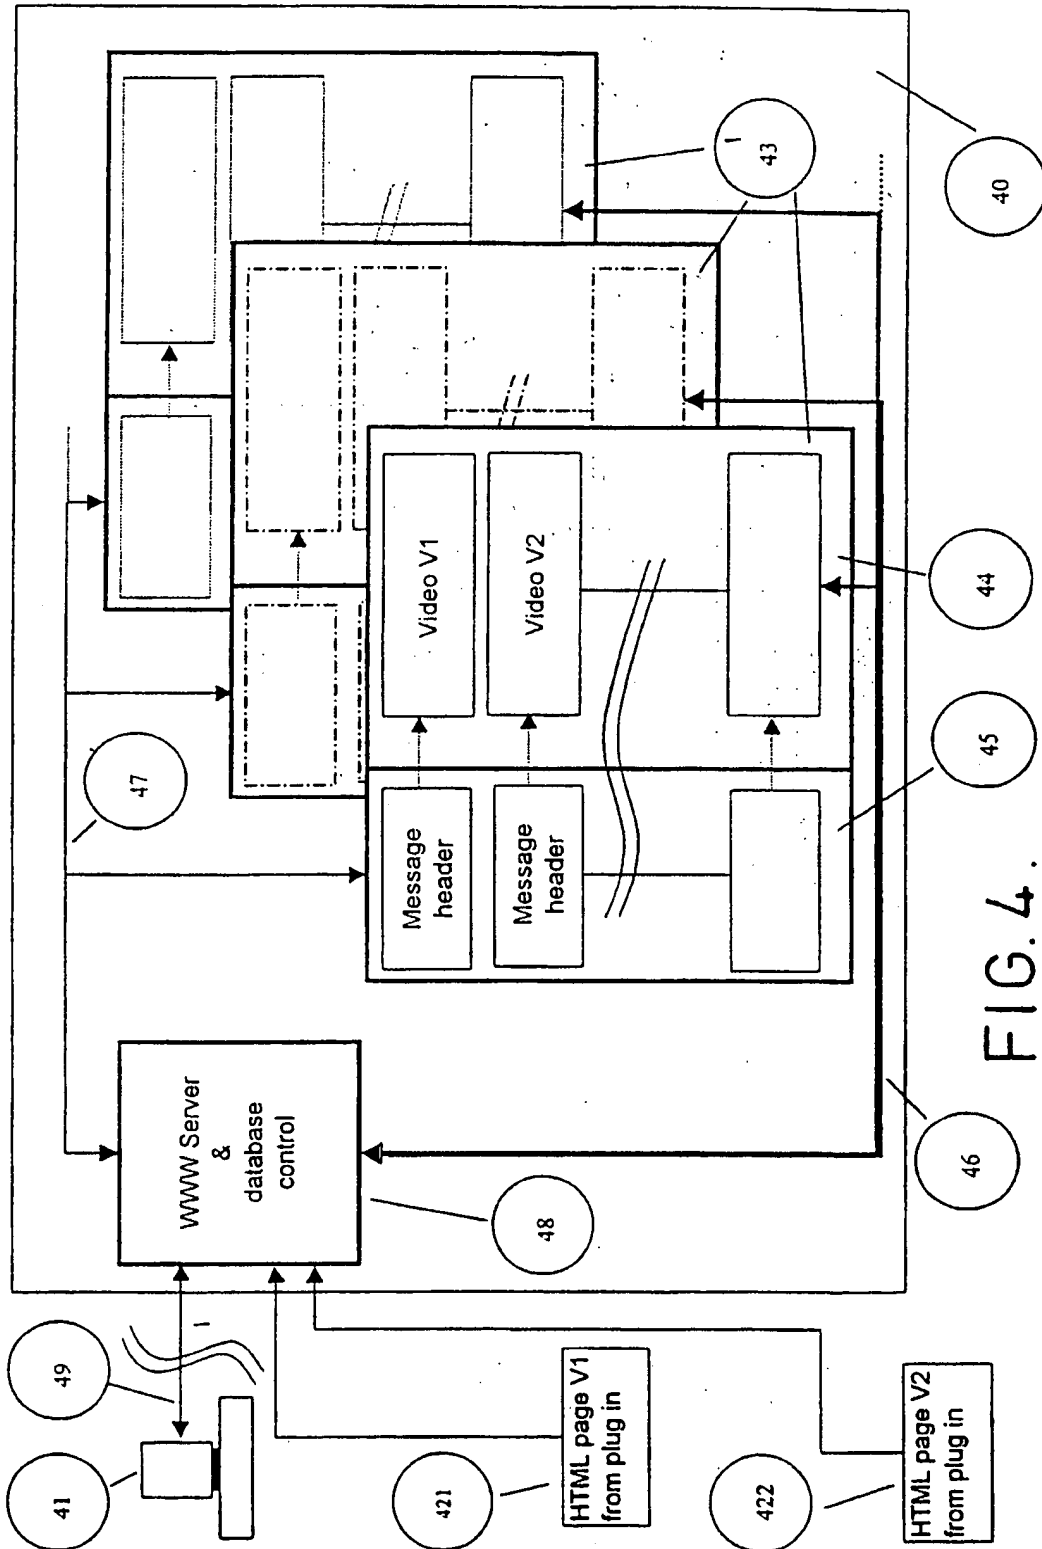 41
49
47
43
40
WWW Server
&
database
control
48
Message
header
Video V1
Message
header
Video V2
45
44
46
421
HTML page V1
from plug in
422
HTML page V2
from plug in
FIG. 4.